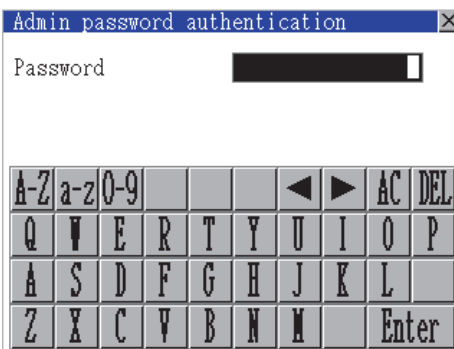 Admin password authentication ×
Password
A-Z a-z 0-9 ◀ ▶ AC DEL
Q W E R T Y U I O P
A S D F G H J K L
Z X C V B N M Enter